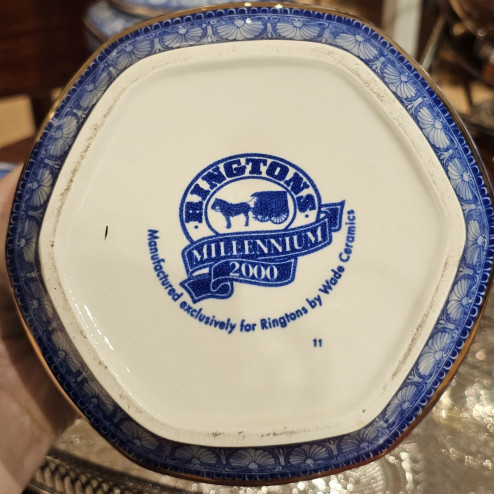 RINGTONS
MILLENNIUM
2000
Manufactured exclusively for Ringtons by Wade Ceramics
11